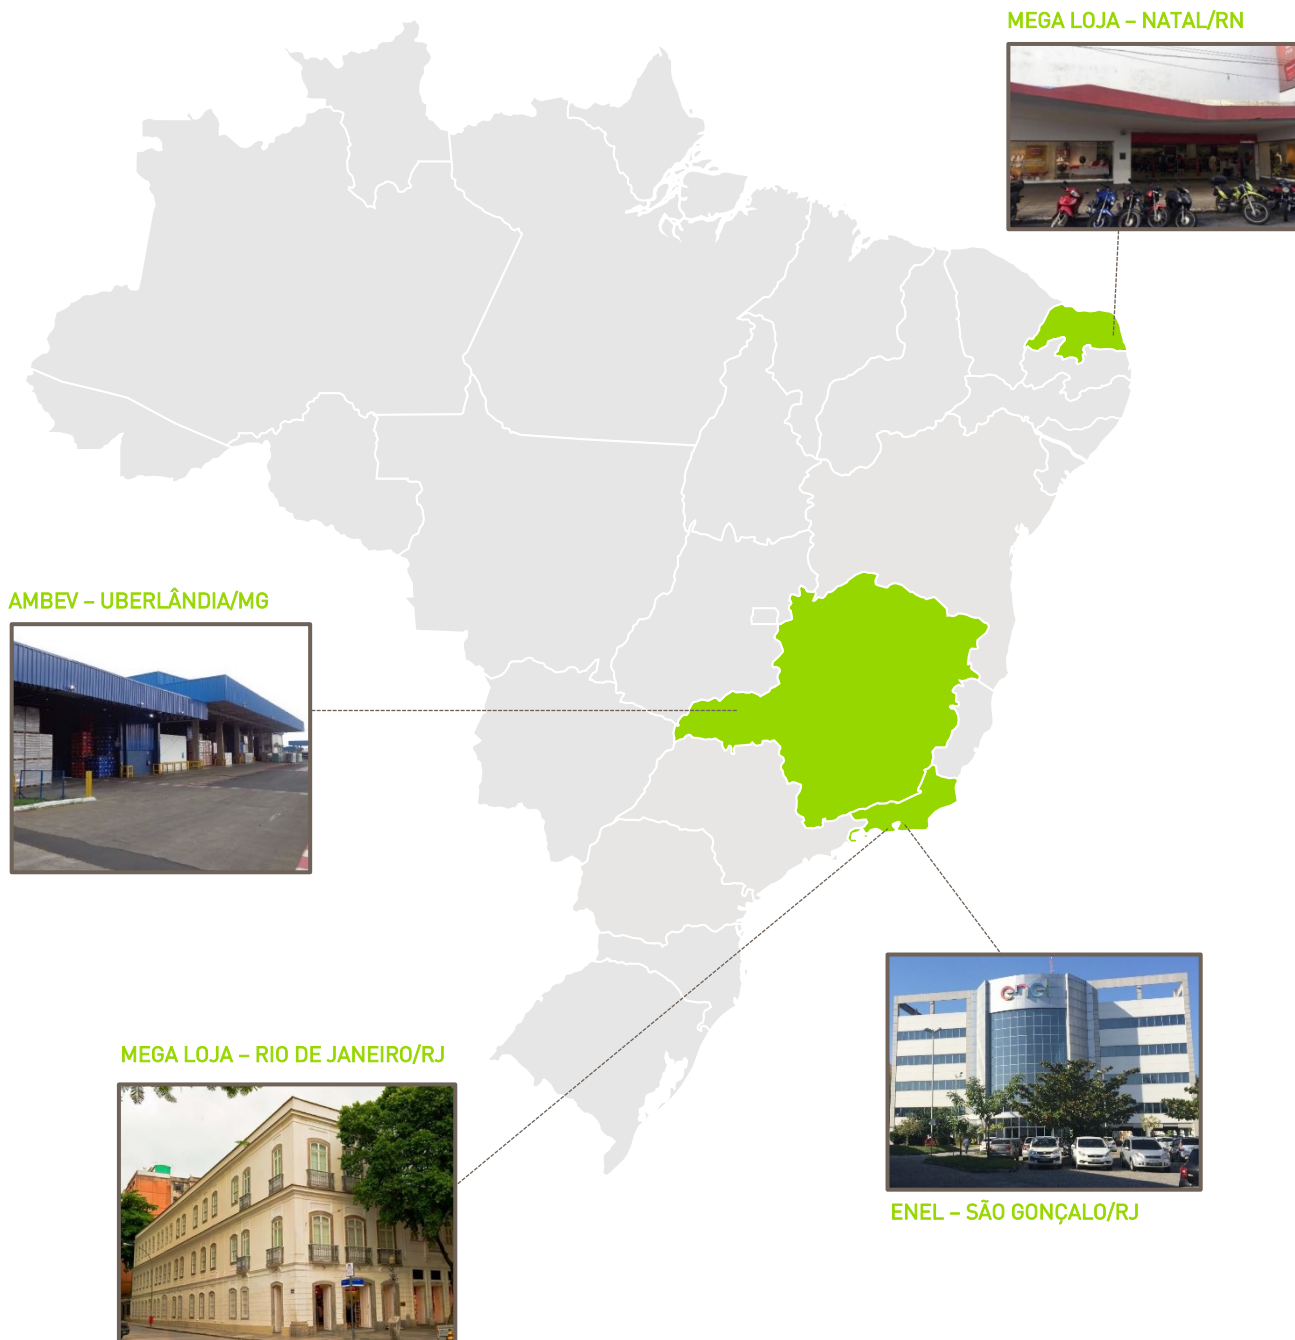 MEGA LOJA – NATAL/RN
AMBEV – UBERLÂNDIA/MG
enel
MEGA LOJA – RIO DE JANEIRO/RJ
ENEL – SÃO GONÇALO/RJ